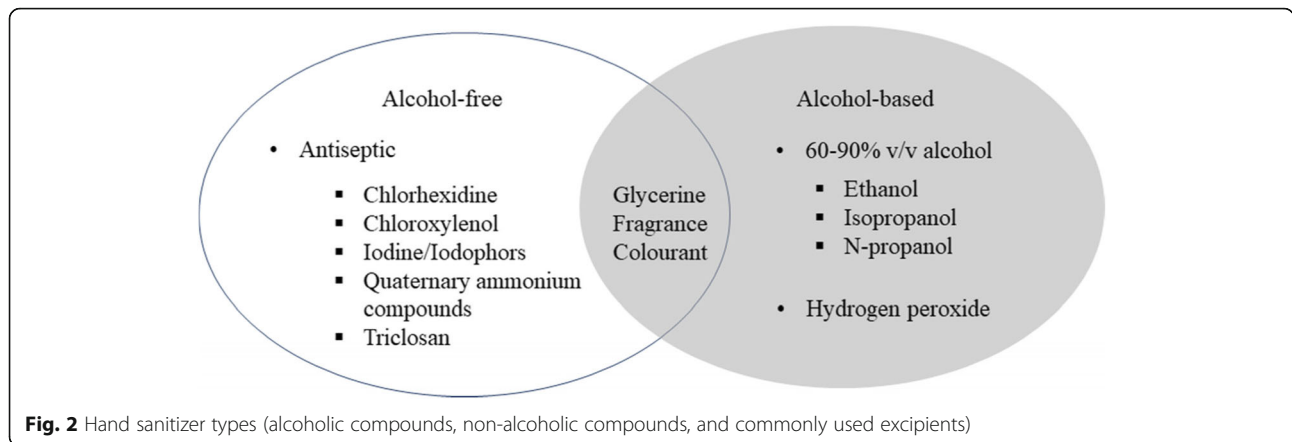 Alcohol-free
• Antiseptic
▪ Chlorhexidine
▪ Chloroxylenol
▪ Iodine/Iodophors
▪ Quaternary ammonium
compounds
▪ Triclosan
Glycerine
Fragrance
Colourant
Alcohol-based
• 60-90% v/v alcohol
▪ Ethanol
▪ Isopropanol
▪ N-propanol
• Hydrogen peroxide
Fig. 2 Hand sanitizer types (alcoholic compounds, non-alcoholic compounds, and commonly used excipients)